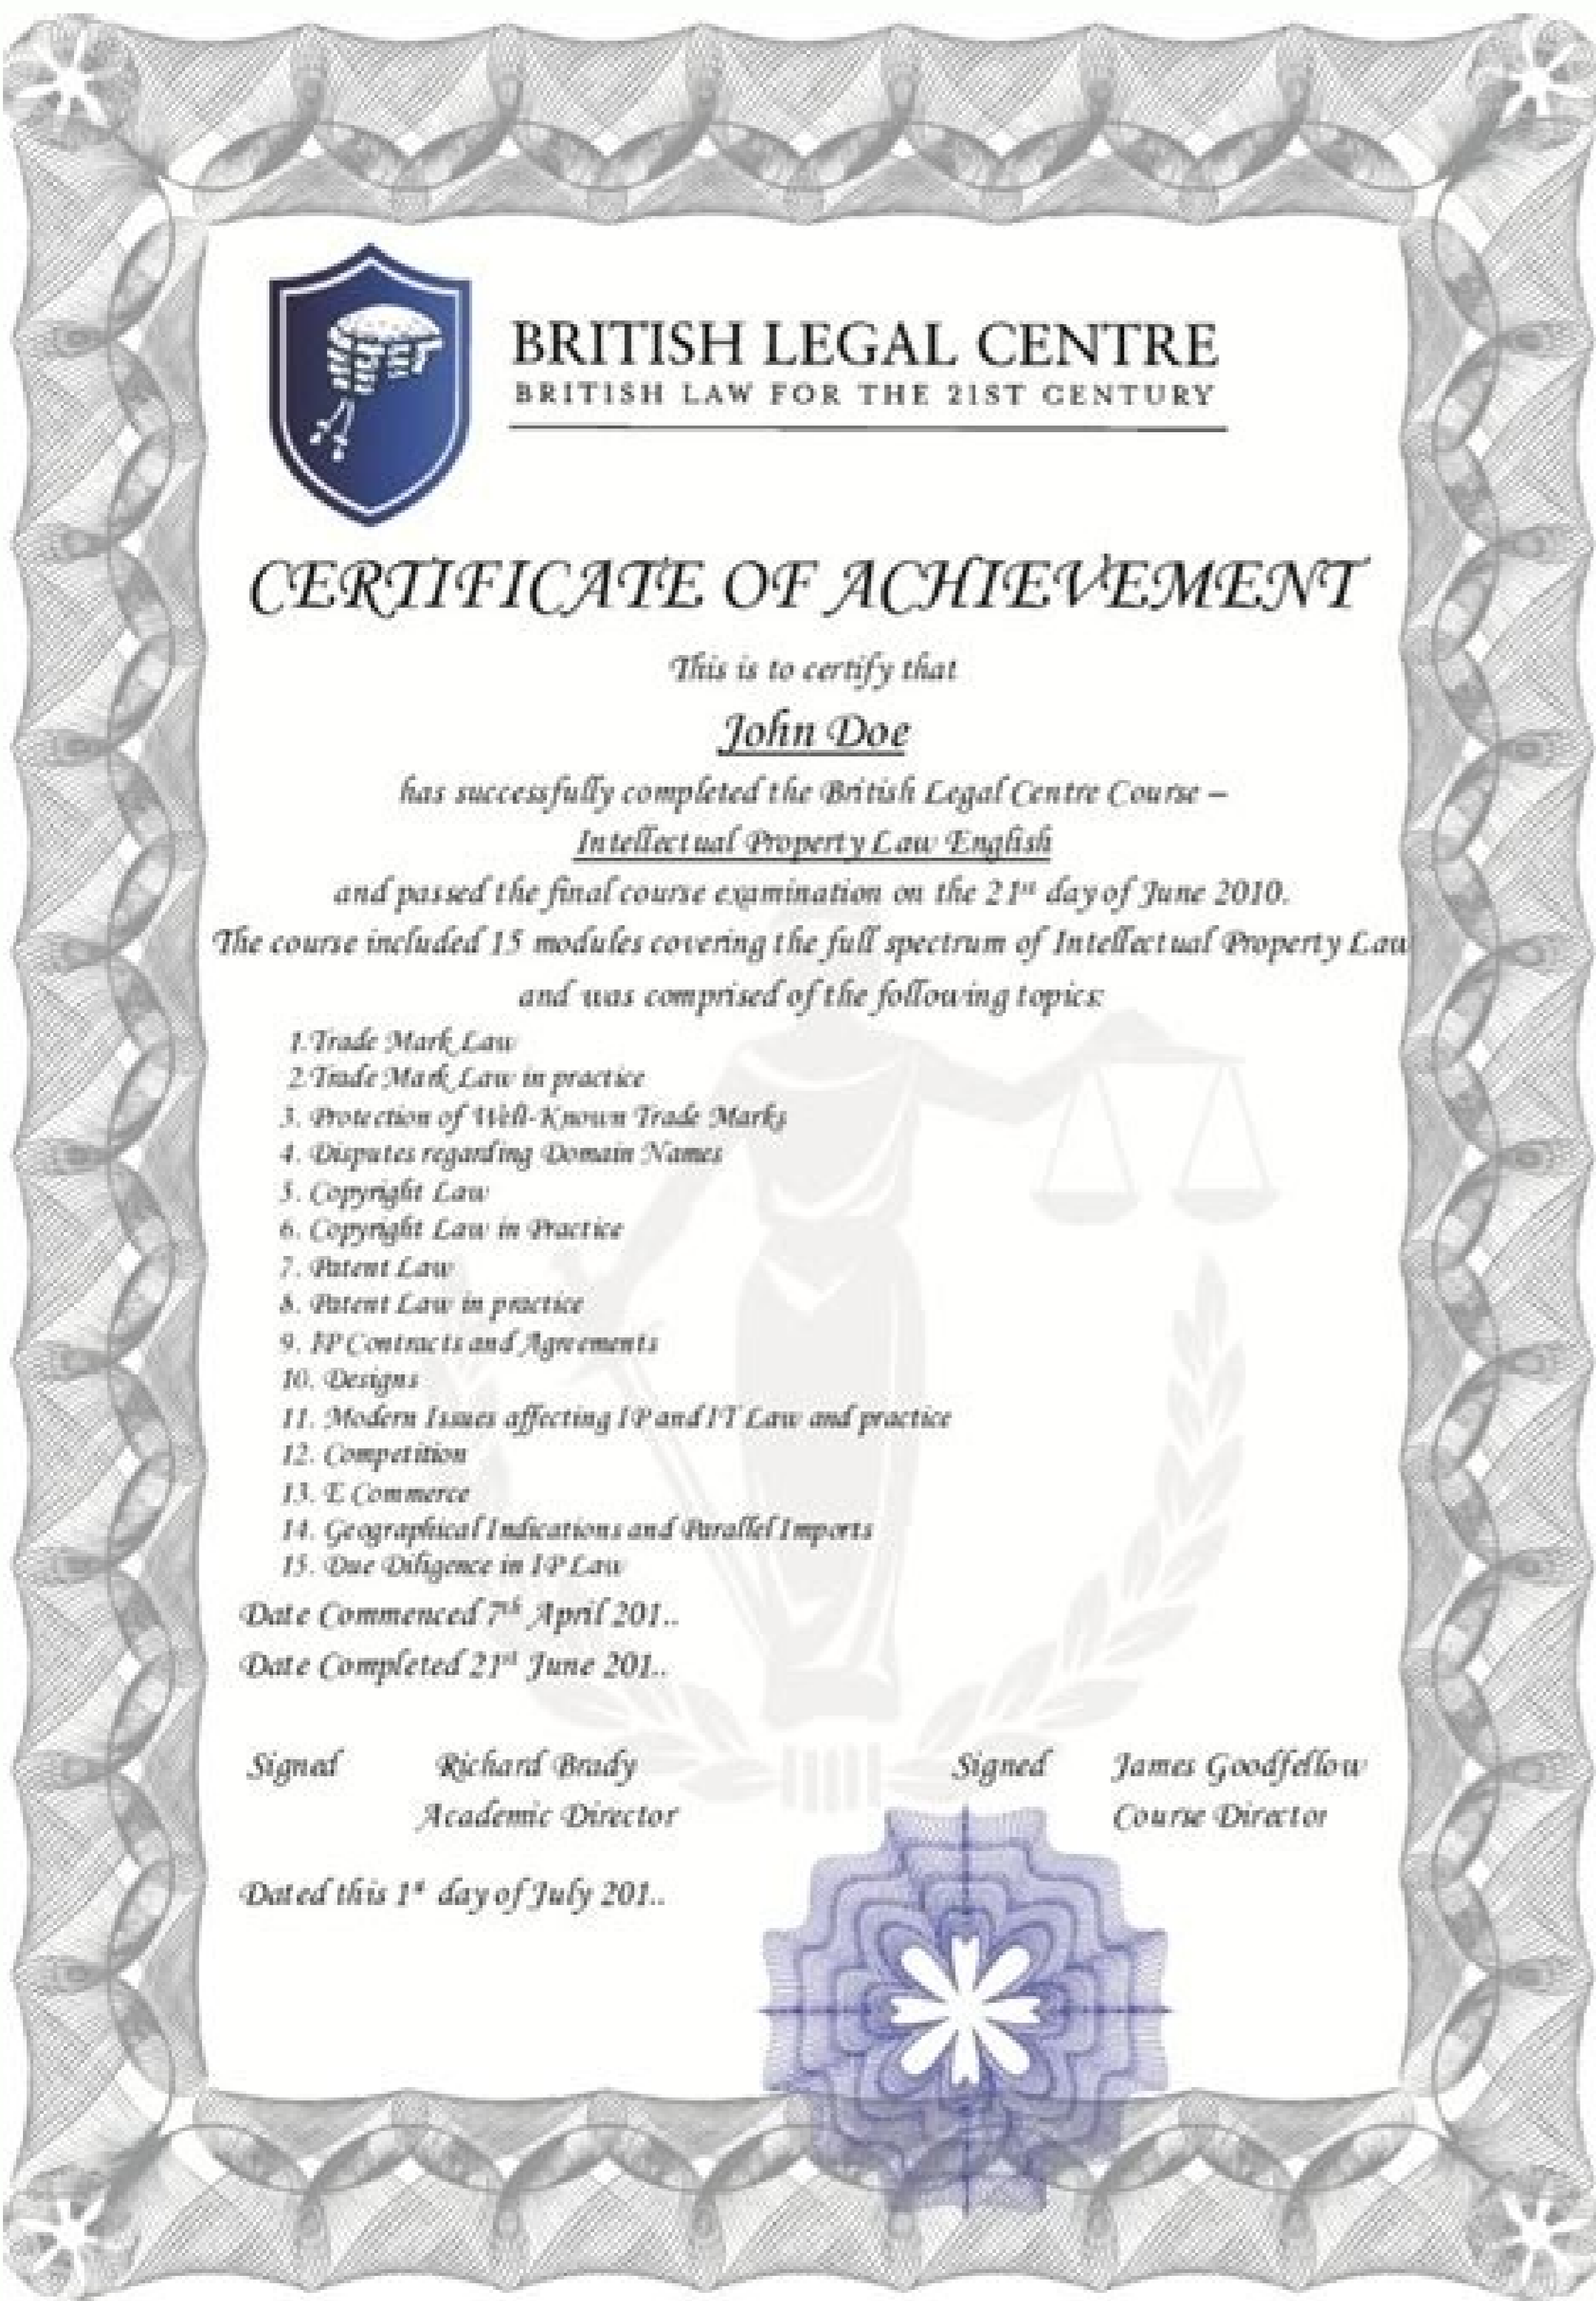 BRITISH LEGAL CENTRE
BRITISH LAW FOR THE 21ST CENTURY
CERTIFICATE OF ACHIEVEMENT
This is to certify that
John Doe
has successfully completed the British Legal Centre Course –
Intellectual Property Law English
and passed the final course examination on the 21st day of June 2010.
The course included 15 modules covering the full spectrum of Intellectual Property Law
and was comprised of the following topics:
1. Trade Mark Law
2. Trade Mark Law in practice
3. Protection of Well-Known Trade Marks
4. Disputes regarding Domain Names
5. Copyright Law
6. Copyright Law in Practice
7. Patent Law
8. Patent Law in practice
9. IP Contracts and Agreements
10. Designs
11. Modern Issues affecting IP and IT Law and practice
12. Competition
13. E Commerce
14. Geographical Indications and Parallel Imports
15. Due Diligence in IP Law
Date Commenced 7th April 201..
Date Completed 21st June 201..
Signed Richard Brady Signed James Goodfellow
Academic Director Course Director
Dated this 1st day of July 201..